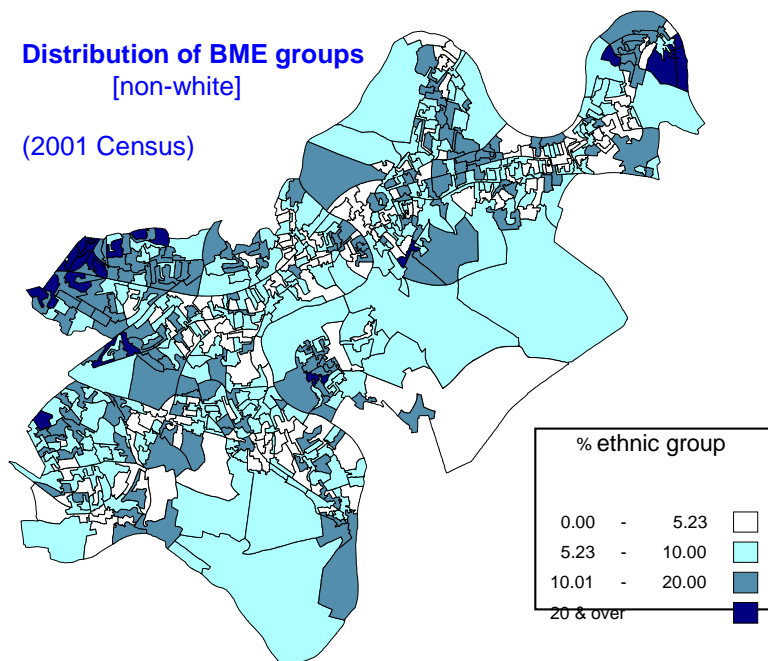 Distribution of BME groups
[non-white]
(2001 Census)
% ethnic group
0.00 - 5.23
5.23 - 10.00
10.01 - 20.00
20 & over